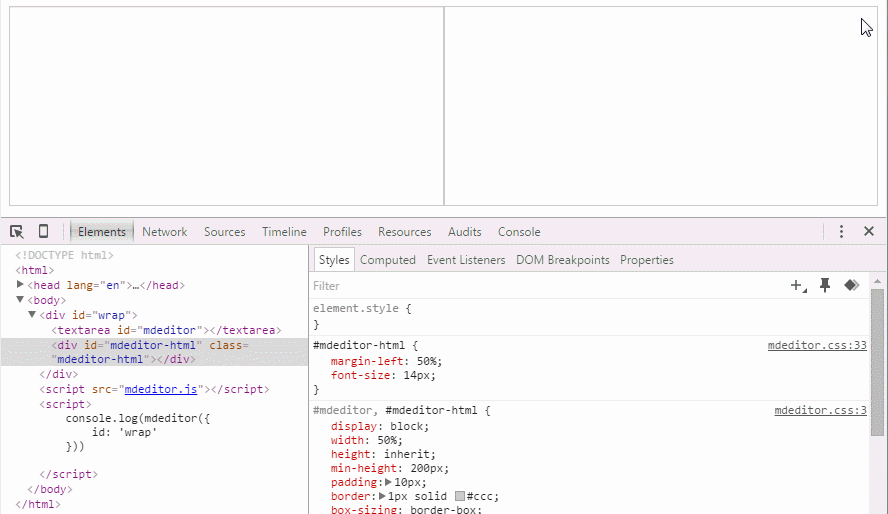 Elements Network Sources Timeline Profiles Resources Audits Console
<!DOCTYPE html>
<html>
<head lang="en">…</head>
<body>
<div id="wrap">
<textarea id="mdeditor"></textarea>
<div id="mdeditor-html" class=
"mdeditor-html"></div>
</div>
<script src="mdeditor.js"></script>
<script>
console.log(mdeditor({
id: 'wrap'
}))
</script>
</body>
</html>
Styles Computed Event Listeners DOM Breakpoints Properties
Filter
element.style {
}
#mdeditor-html { mdeditor.css:33
margin-left: 50%;
font-size: 14px;
}
#mdeditor, #mdeditor-html { mdeditor.css:3
display: block;
width: 50%;
height: inherit;
min-height: 200px;
padding: 10px;
border: 1px solid #ccc;
box-sizing: border-box;